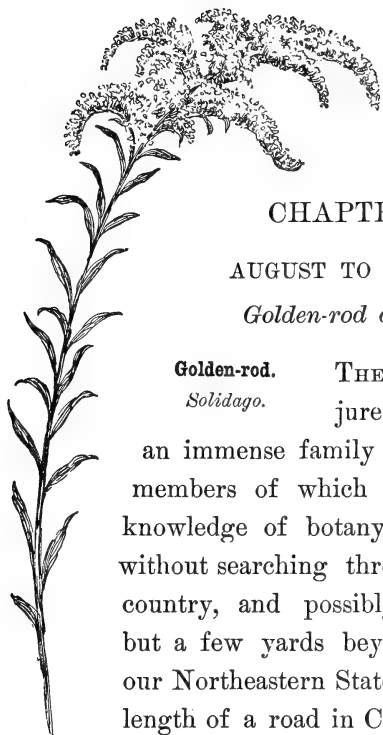 CHAPTE
AUGUST TO
Golden-rod
Golden-rod.
Solidago.
THE
jure
an immense family
members of which
knowledge of botany
without searching thr
country, and possibl
but a few yards bey
our Northeastern State
length of a road in C